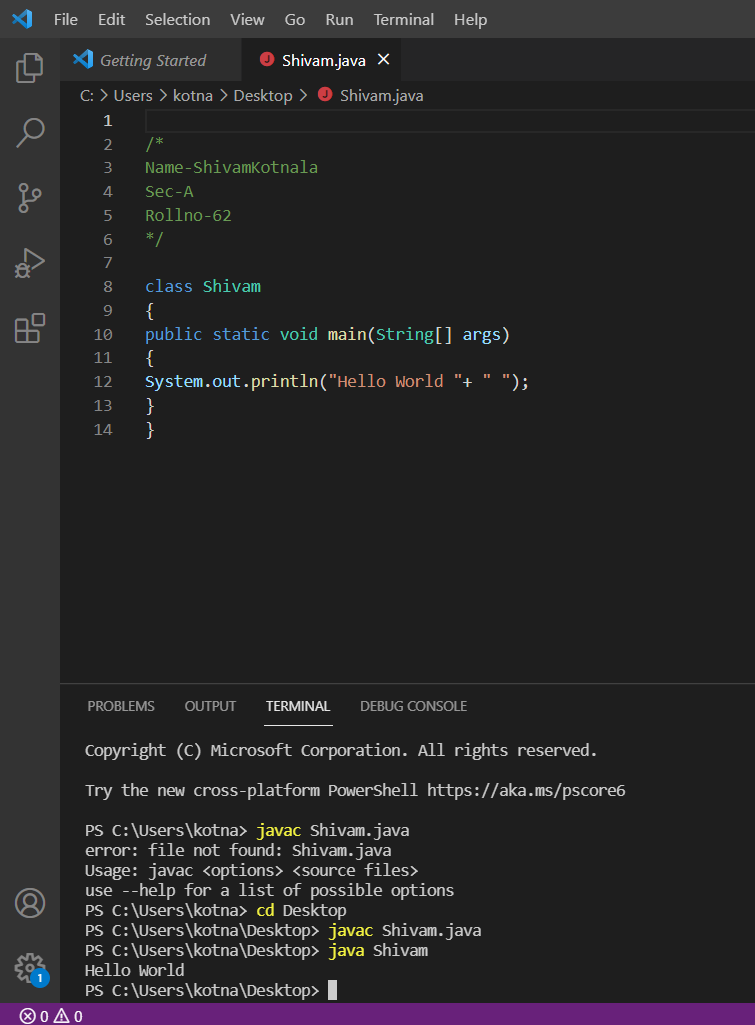 File Edit Selection View Go Run Terminal Help
Getting Started Shivam.java
C: > Users > kotna > Desktop > Shivam.java
1
2 /*
3 Name-ShivamKotnala
4 Sec-A
5 Rollno-62
6 */
7
8 class Shivam
9 {
10 public static void main(String[] args)
11 {
12 System.out.println("Hello World "+ " ");
13 }
14 }
PROBLEMS OUTPUT TERMINAL DEBUG CONSOLE
Copyright (C) Microsoft Corporation. All rights reserved.
Try the new cross-platform PowerShell https://aka.ms/pscore6
PS C:\Users\kotna> javac Shivam.java
error: file not found: Shivam.java
Usage: javac <options> <source files>
use --help for a list of possible options
PS C:\Users\kotna> cd Desktop
PS C:\Users\kotna\Desktop> javac Shivam.java
PS C:\Users\kotna\Desktop> java Shivam
Hello World
PS C:\Users\kotna\Desktop>
1
0 0